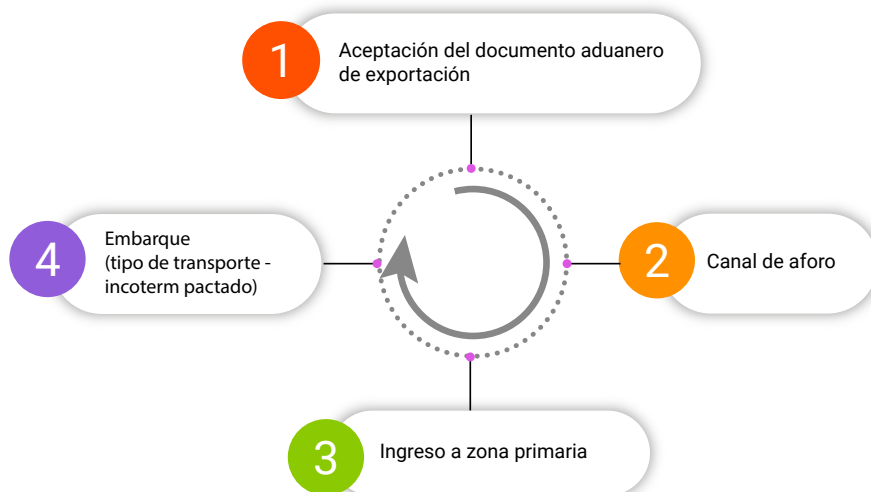 1
Aceptación del documento aduanero
de exportación
2
Canal de aforo
3
Ingreso a zona primaria
4
Embarque
(tipo de transporte -
incoterm pactado)